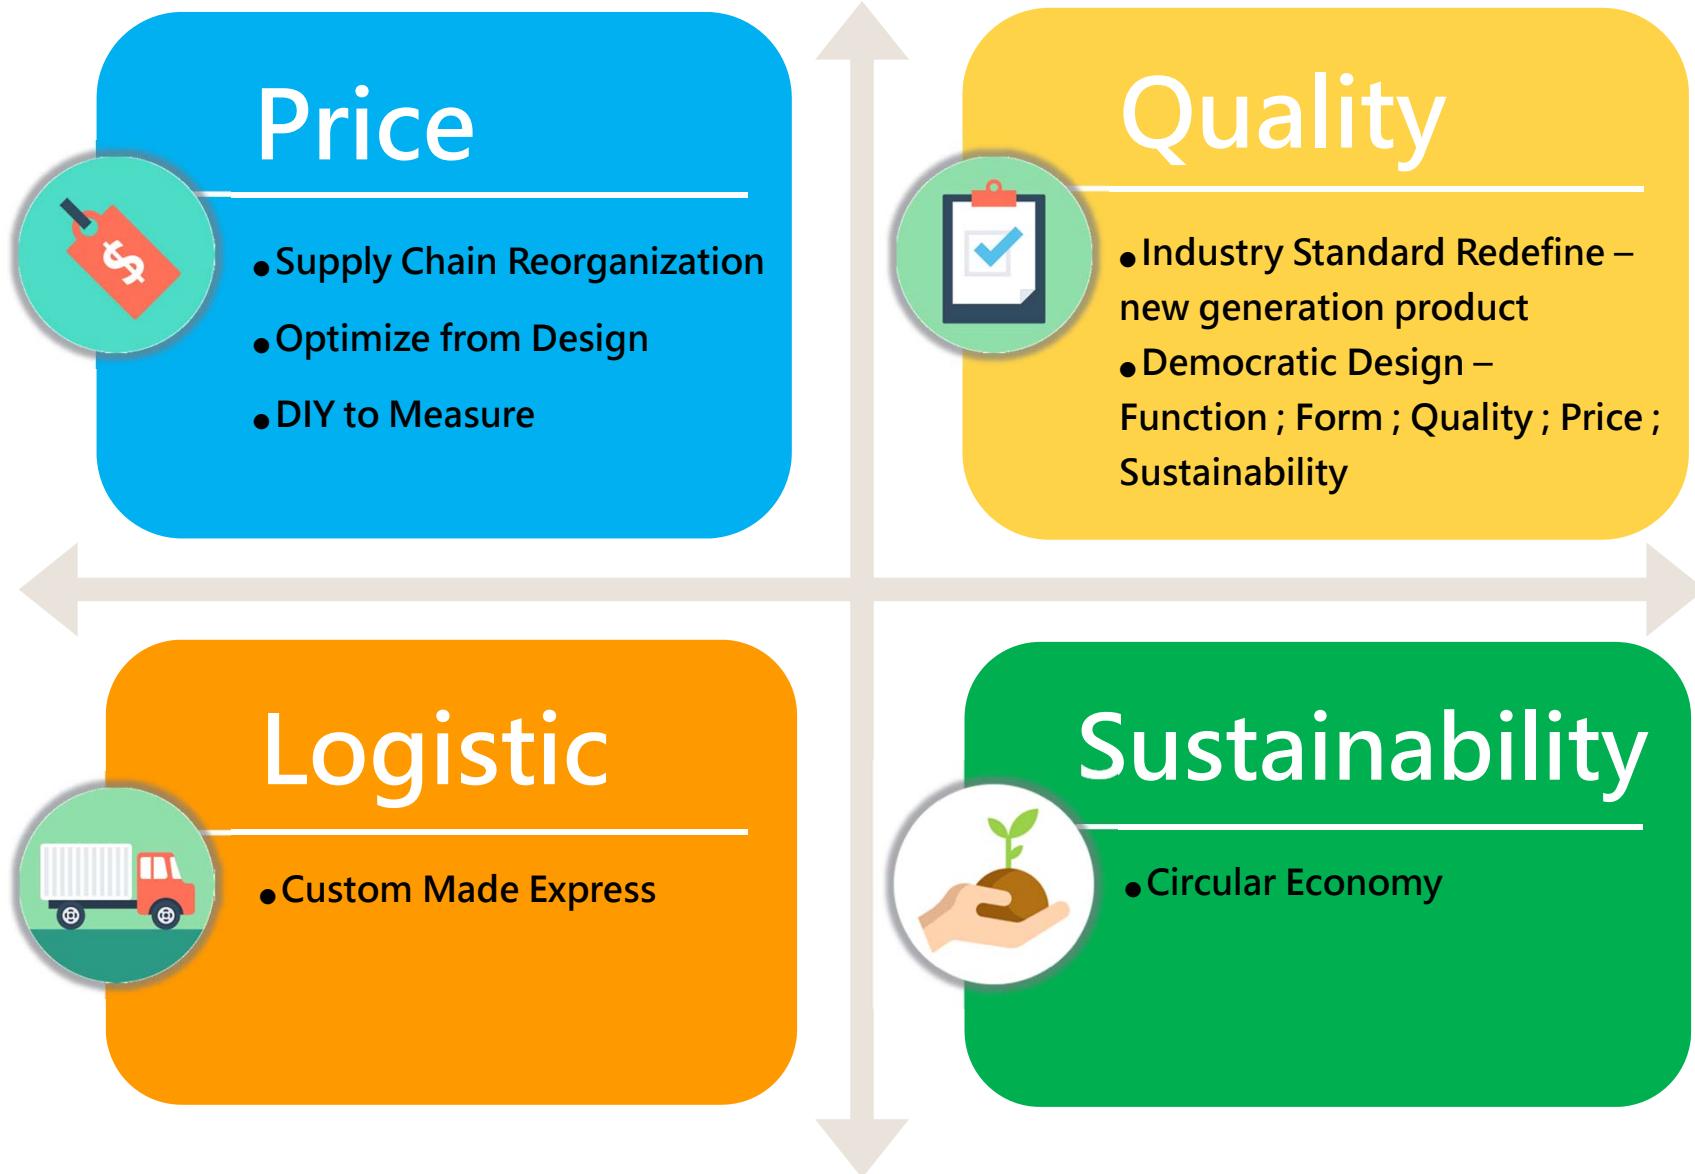 Price
●Supply Chain Reorganization
●Optimize from Design
●DIY to Measure
Quality
●Industry Standard Redefine –
new generation product
●Democratic Design –
Function ; Form ; Quality ; Price ;
Sustainability
Logistic
●Custom Made Express
Sustainability
●Circular Economy